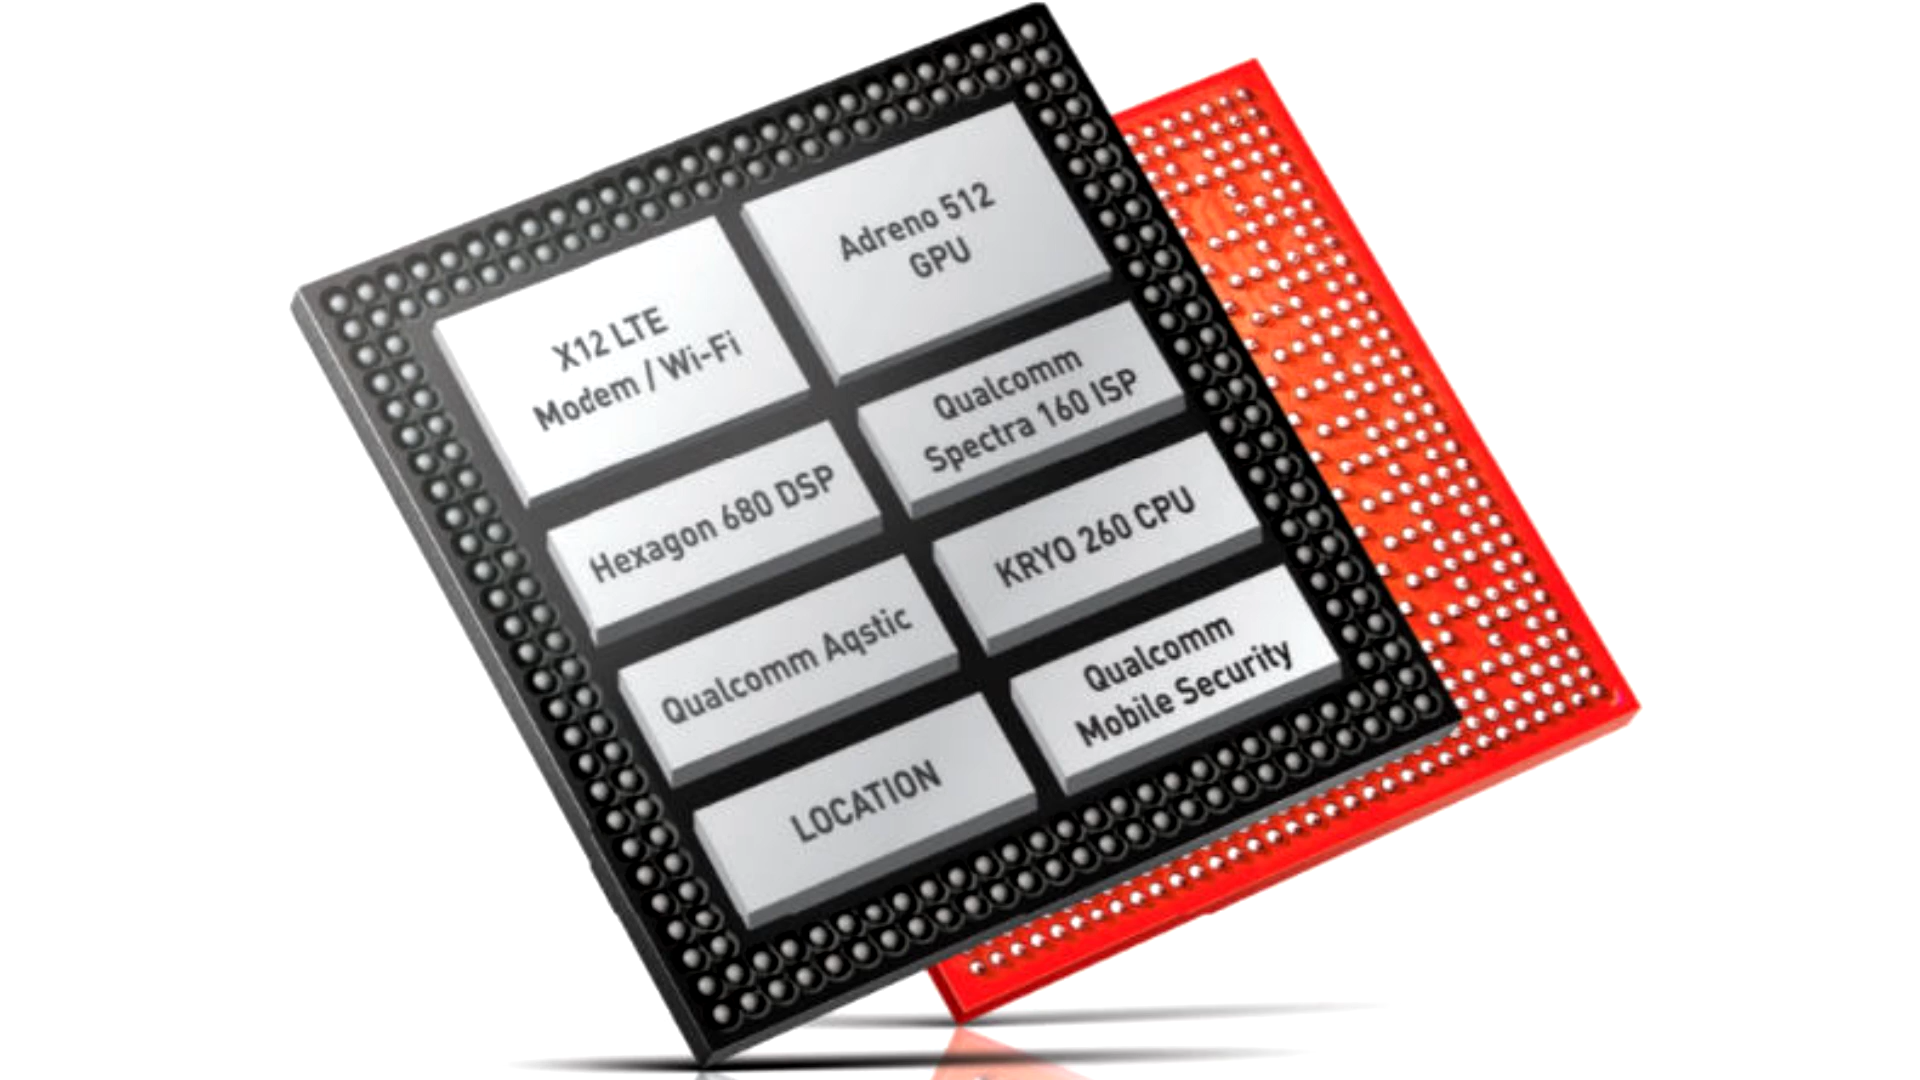 X12 LTE
Modem / Wi-Fi
Adreno 512
GPU
Hexagon 680 DSP
Qualcomm
Spectra 160 ISP
Qualcomm Aqstic
KRYO 260 CPU
LOCATION
Qualcomm
Mobile Security